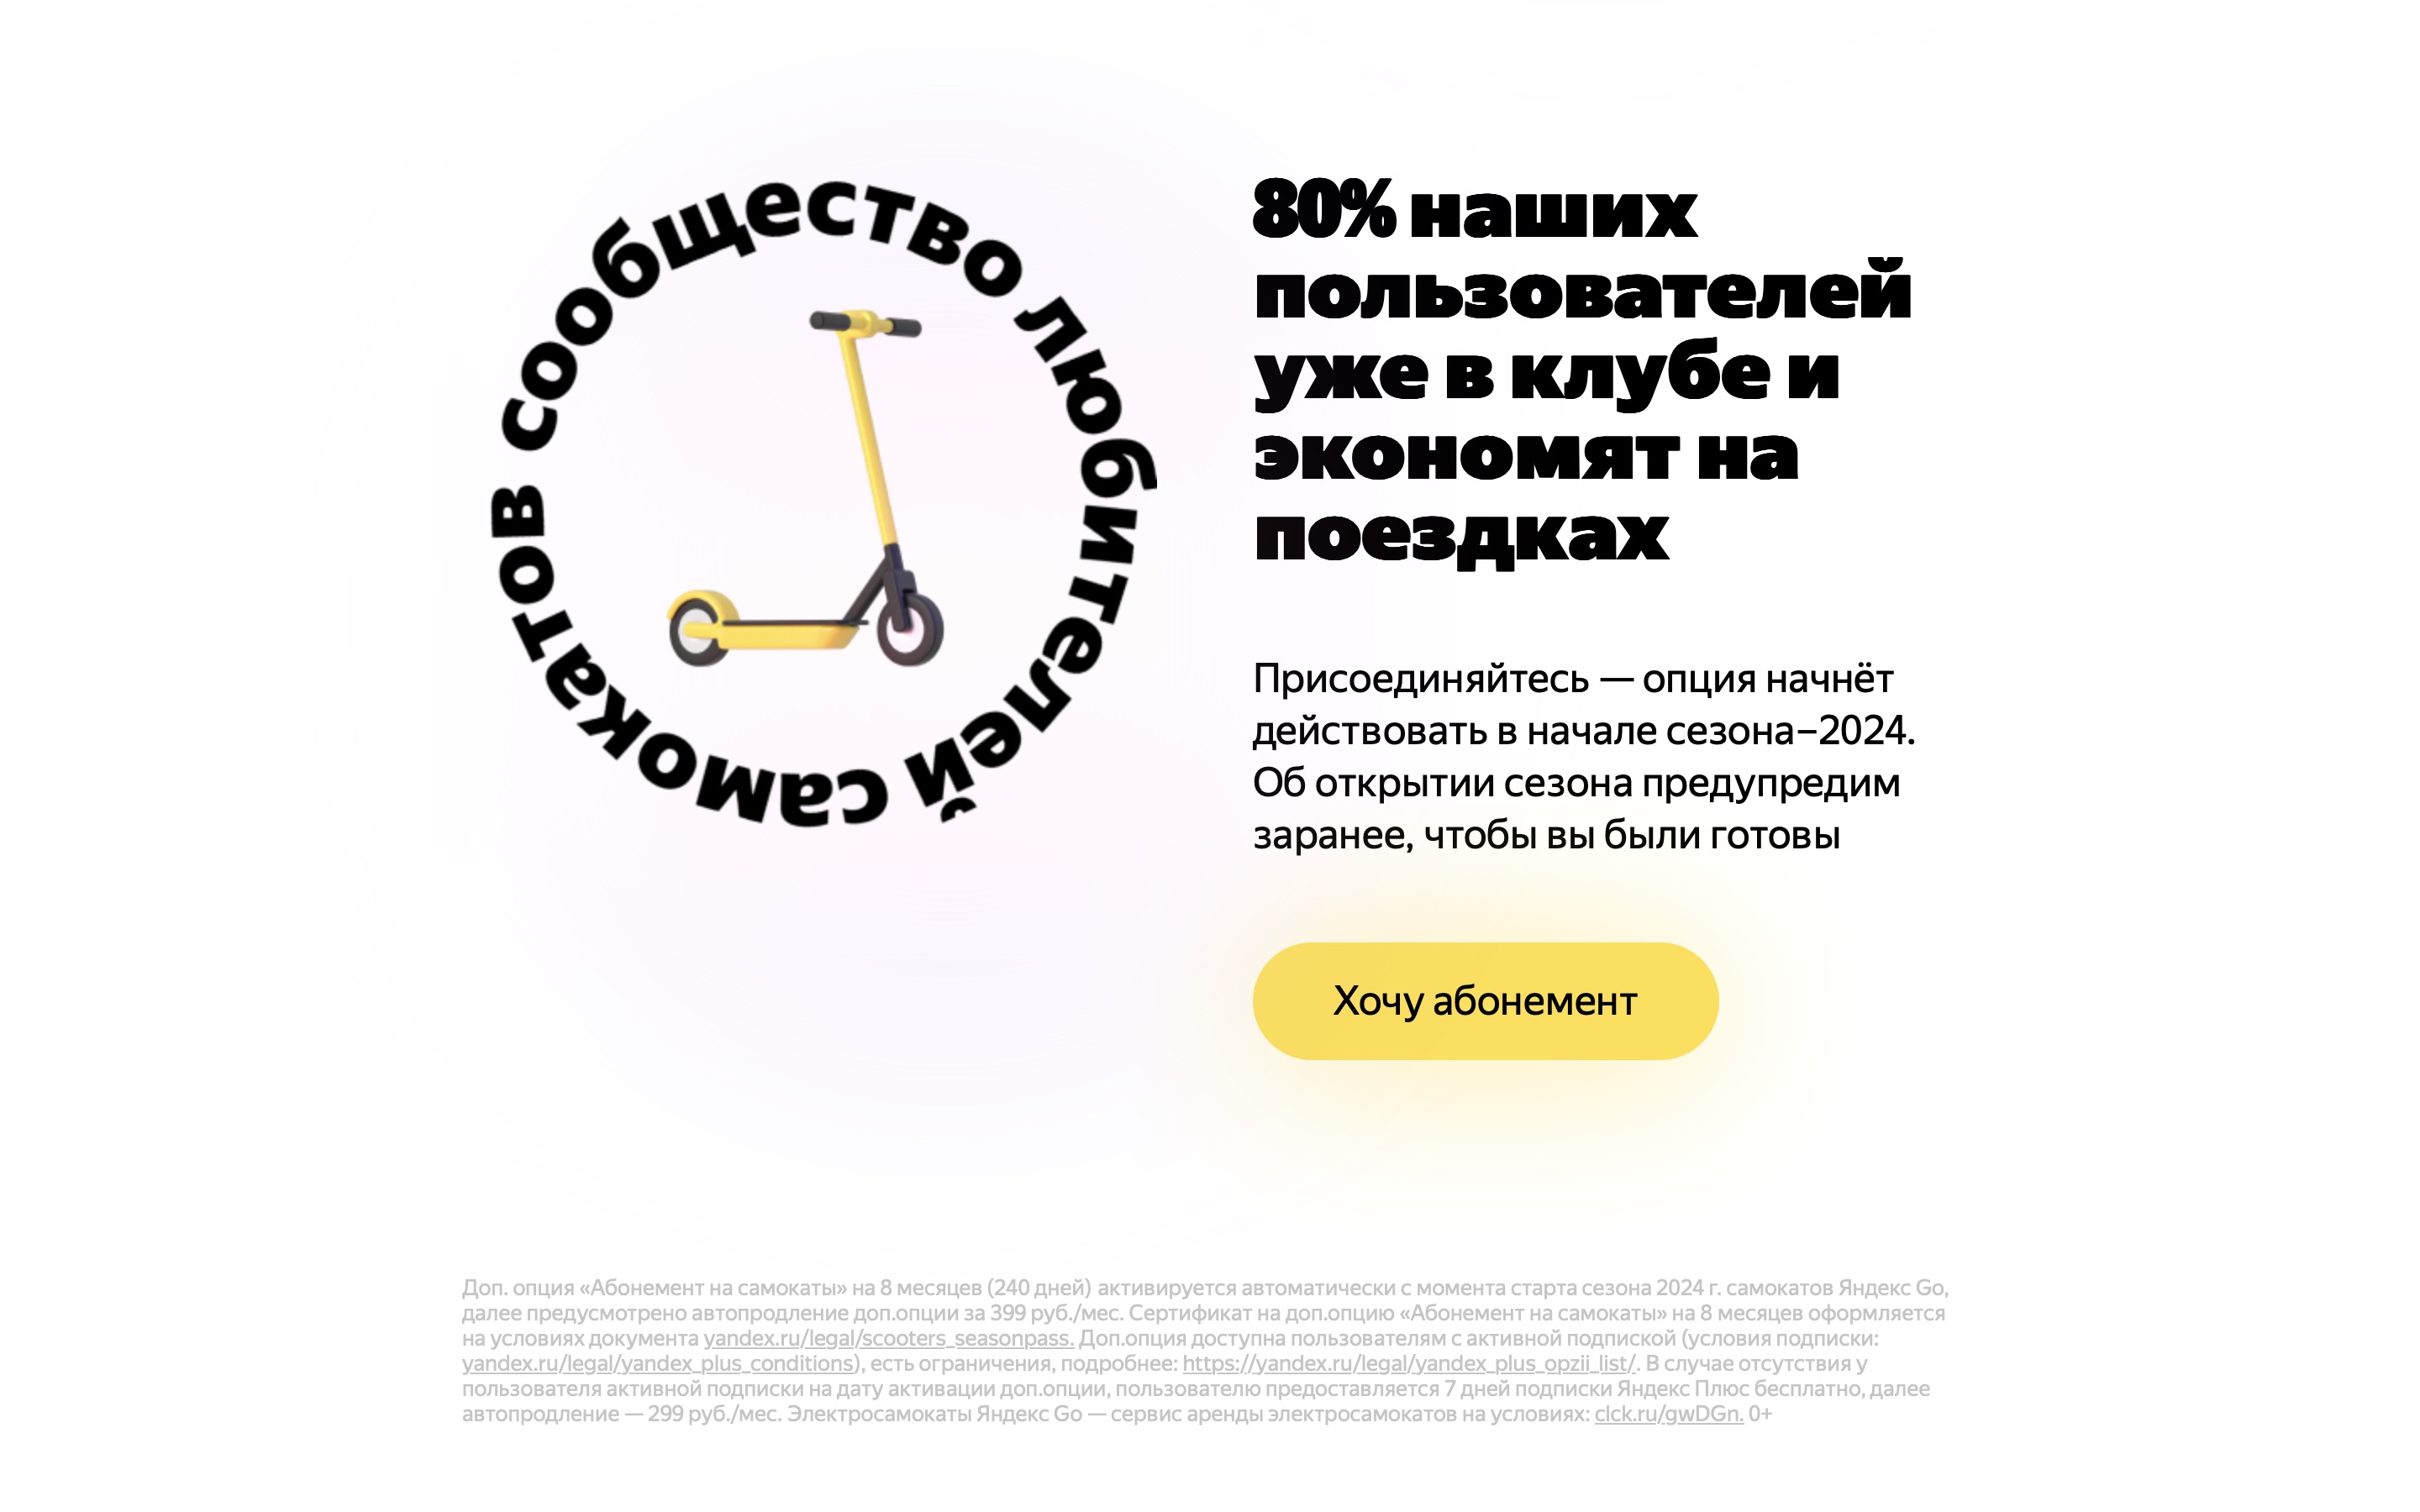 сообщество любителей самокатов
80% наших
пользователей
уже в клубе и
экономят на
поездках
Присоединяйтесь — опция начнёт
действовать в начале сезона–2024.
Об открытии сезона предупредим
заранее, чтобы вы были готовы
Хочу абонемент
Доп. опция «Абонемент на самокаты» на 8 месяцев (240 дней) активируется автоматически с момента старта сезона 2024 г. самокатов Яндекс Go,
далее предусмотрено автопродление доп.опции за 399 руб./мес. Сертификат на доп.опцию «Абонемент на самокаты» на 8 месяцев оформляется
на условиях документа yandex.ru/legal/scooters_seasonpass. Доп.опция доступна пользователям с активной подпиской (условия подписки:
yandex.ru/legal/yandex_plus_conditions), есть ограничения, подробнее: https://yandex.ru/legal/yandex_plus_opzii_list/. В случае отсутствия у
пользователя активной подписки на дату активации доп.опции, пользователю предоставляется 7 дней подписки Яндекс Плюс бесплатно, далее
автопродление — 299 руб./мес. Электросамокаты Яндекс Go — сервис аренды электросамокатов на условиях: clck.ru/gwDGn. 0+